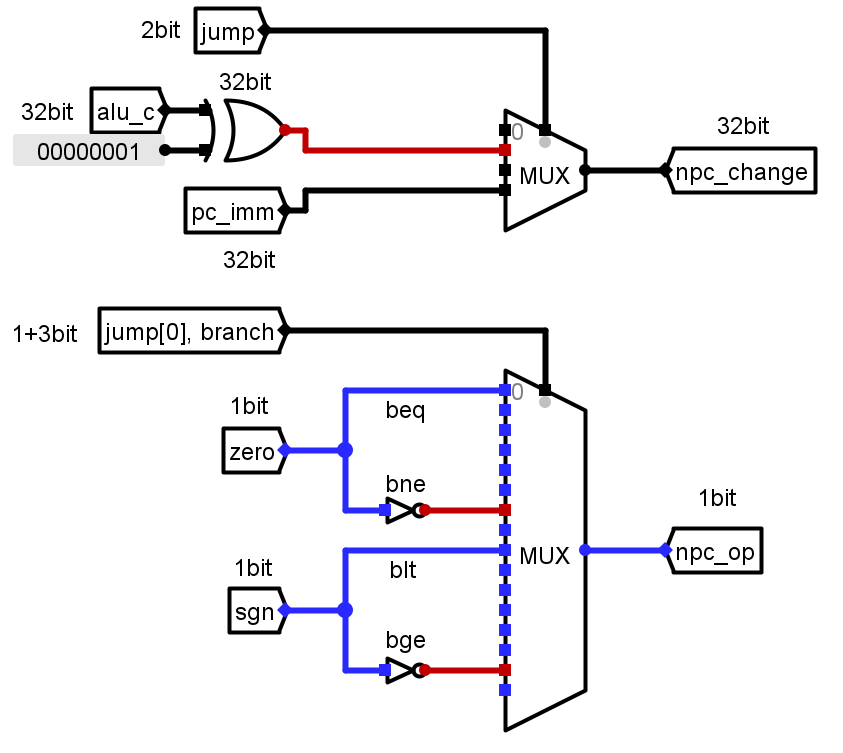 2bit
jump
32bit
32bit
alu_c
00000001
0
MUX
32bit
npc_change
pc_imm
32bit
1+3bit
jump[0], branch
0
1bit
zero
beq
bne
1bit
sgn
blt
bge
MUX
1bit
npc_op